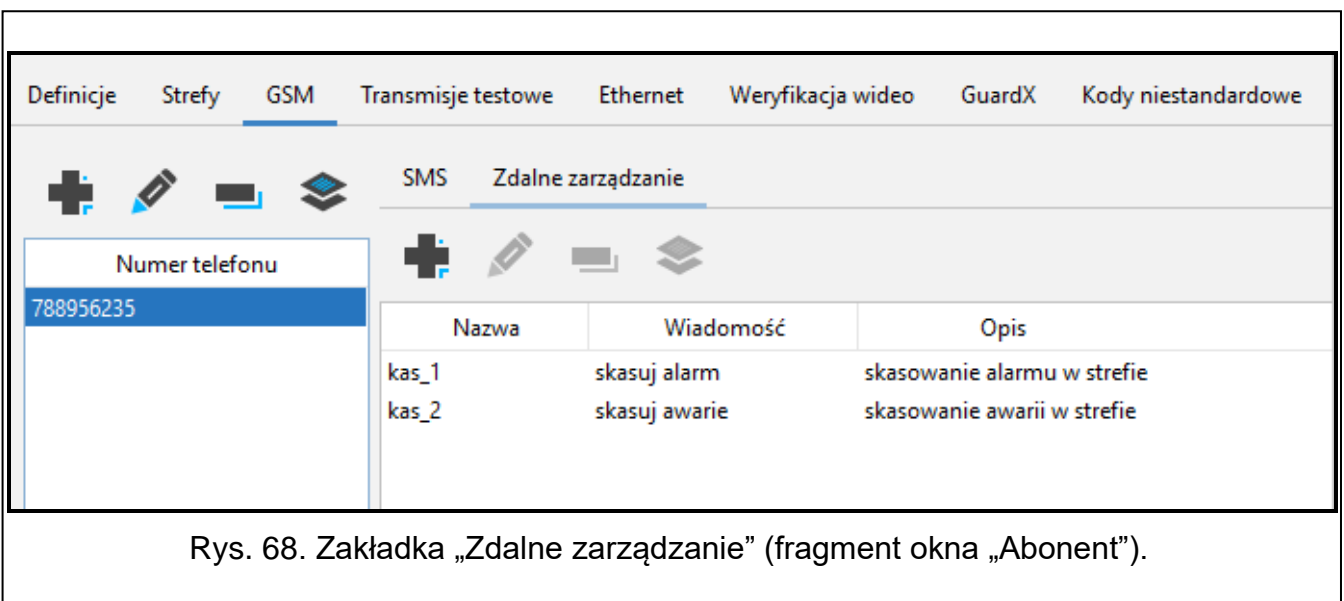 Definicje Strefy GSM Transmisje testowe Ethernet Weryfikacja wideo GuardX Kody niestandardowe
SMS Zdalne zarządzanie
Numer telefonu
788956235
Nazwa Wiadomość Opis
kas_1 skasuj alarm skasowanie alarmu w strefie
kas_2 skasuj awarie skasowanie awarii w strefie
Rys. 68. Zakładka „Zdalne zarządzanie” (fragment okna „Abonent”).